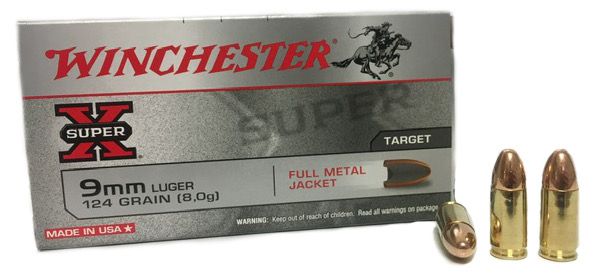 WINCHESTER
SUPER
X
SUPER
TARGET
9mm LUGER
124 GRAIN (8,0g)
FULL METAL
JACKET
WARNING: Keep out of reach of children. Read all warnings on package.
MADE IN USA